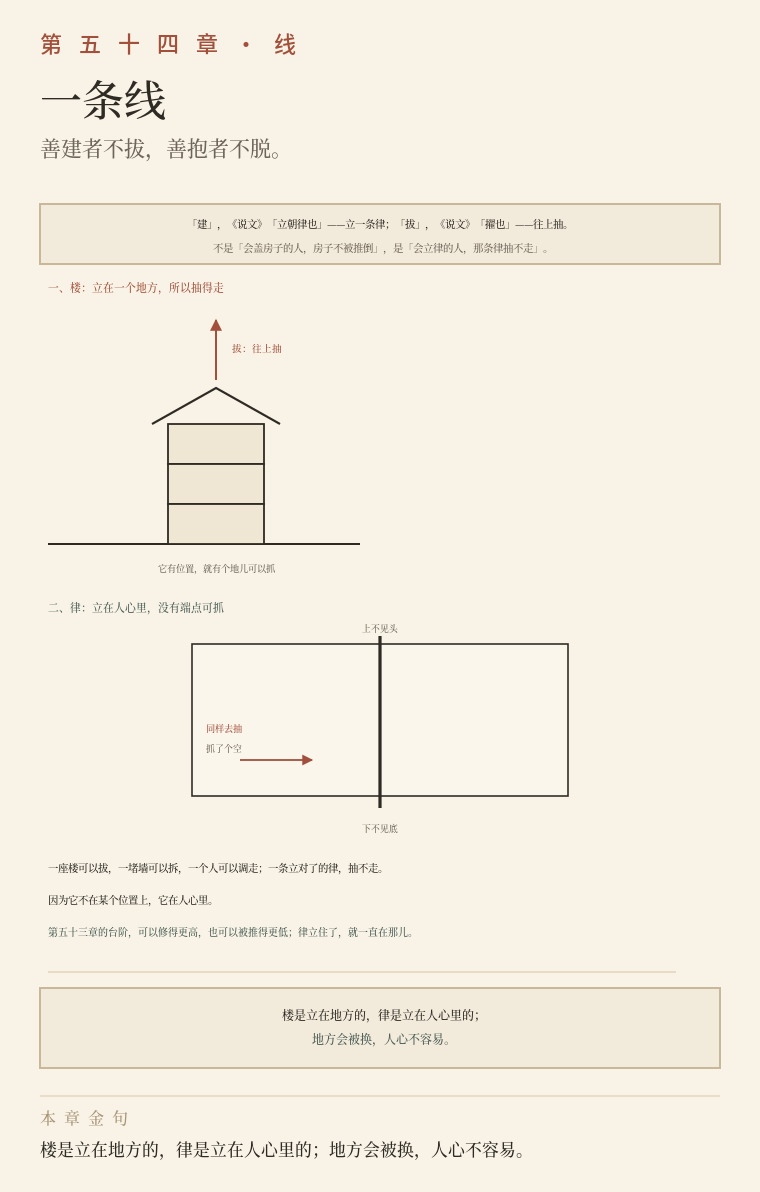 第五十四章·线
一条线
善建者不拔，善抱者不脱。
「建」，《说文》「立朝律也」——立一条律；「拔」，《说文》「擢也」——往上抽。
不是「会盖房子的人，房子不被推倒」，是「会立律的人，那条律抽不走」。
一、楼：立在一个地方，所以抽得走
拔：往上抽
它有位置，就有个地儿可以抓
二、律：立在人心里，没有端点可抓
上不见头
同样去抽
抓了个空
下不见底
一座楼可以拔，一堵墙可以拆，一个人可以调走；一条立对了的律，抽不走。
因为它不在某个位置上，它在人心里。
第五十三章的台阶，可以修得更高，也可以被推得更低；律立住了，就一直在那儿。
楼是立在地方的，律是立在人心里的；
地方会被换，人心不容易。
本章金句
楼是立在地方的，律是立在人心里的；地方会被换，人心不容易。